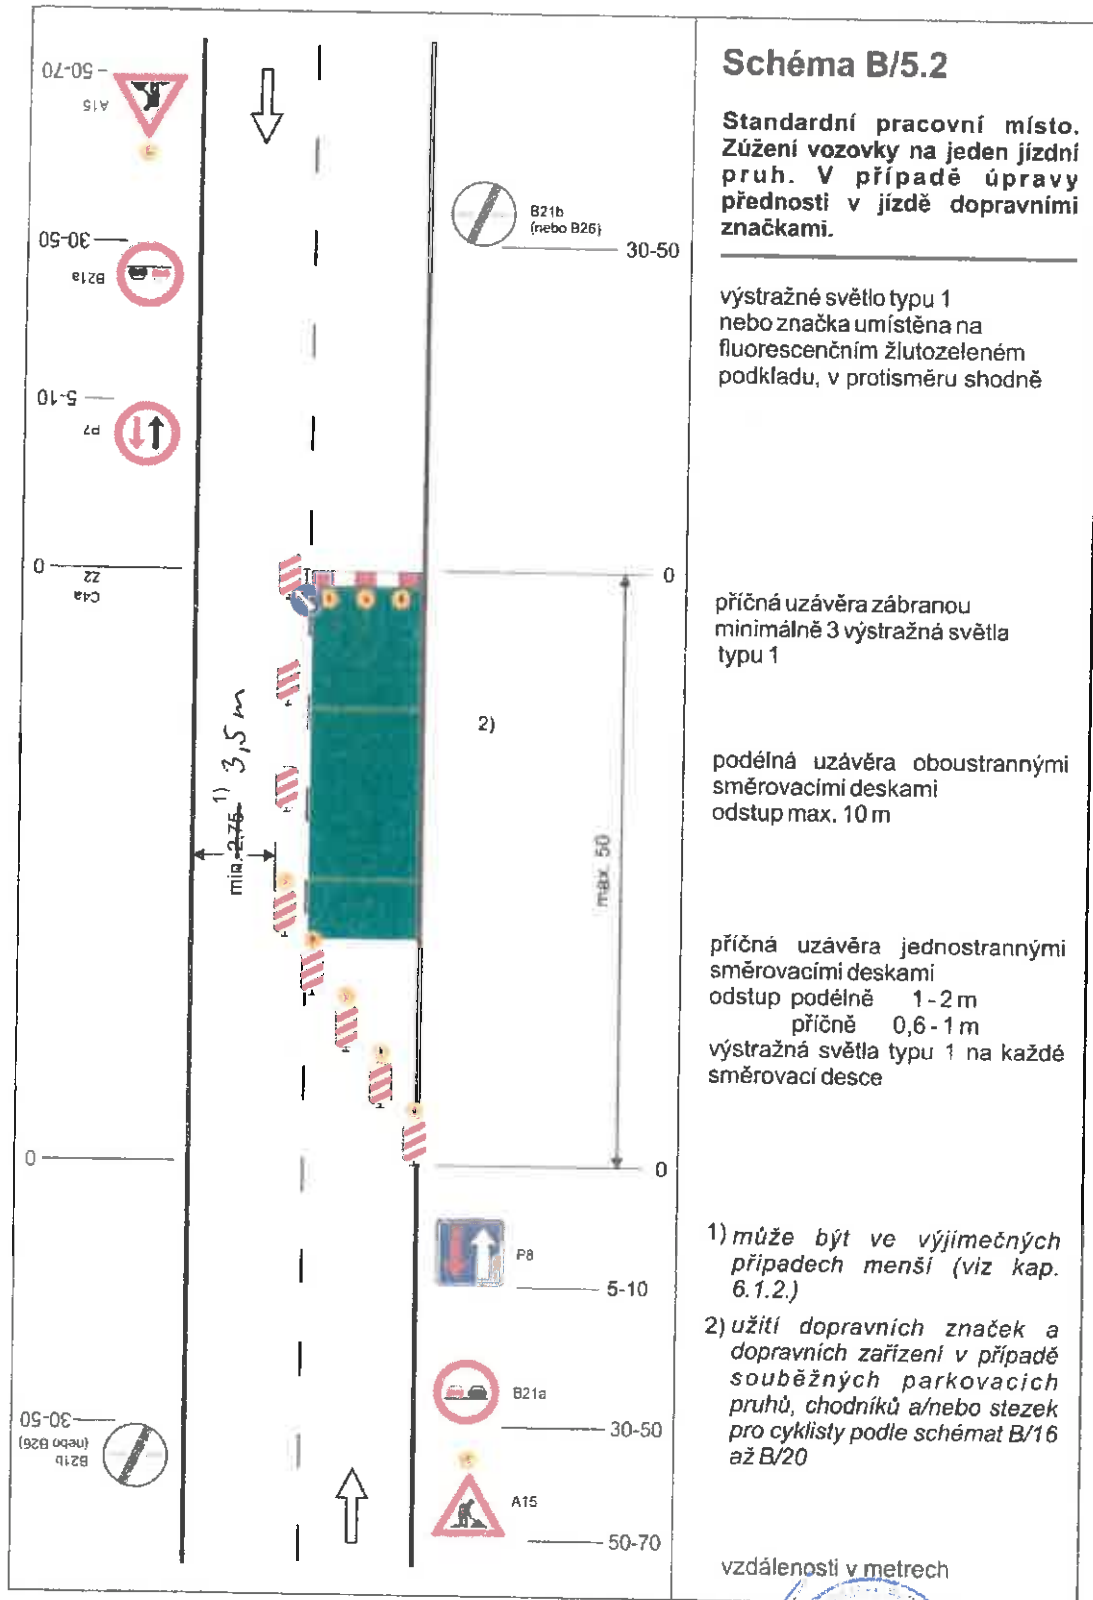 50-70
A15
30-50
B21a
5-10
P7
0
Z2
C4a
min. 2,75 1) 3,5 m
0
30-50
B21b
(nebo B26)
B21b
(nebo B26)
30-50
0
2)
max. 50
0
P8
5-10
B21a
30-50
A15
50-70
Schéma B/5.2
Standardní pracovní místo.
Zúžení vozovky na jeden jízdní
pruh. V případě úpravy
přednosti v jízdě dopravními
značkami.
výstražné světlo typu 1
nebo značka umístěna na
fluorescenčním žlutozeleném
podkladu, v protisměru shodně
příčná uzávěra zábranou
minimálně 3 výstražná světla
typu 1
podélná uzávěra oboustrannými
směrovacími deskami
odstup max. 10 m
příčná uzávěra jednostrannými
směrovacími deskami
odstup podélně 1 - 2 m
příčně 0,6 - 1 m
výstražná světla typu 1 na každé
směrovací desce
1) může být ve výjimečných
případech menší (viz kap.
6.1.2.)
2) užití dopravních značek a
dopravních zařízení v případě
souběžných parkovacích
pruhů, chodníků a/nebo stezek
pro cyklisty podle schémat B/16
až B/20
vzdálenosti v metrech